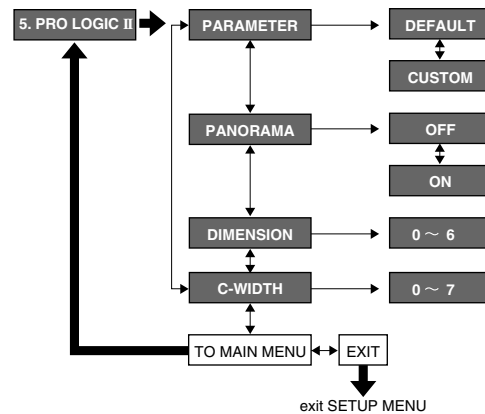 5. PRO LOGIC II
PARAMETER
DEFAULT
CUSTOM
PANORAMA
OFF
ON
DIMENSION
0 ～ 6
C-WIDTH
0 ～ 7
TO MAIN MENU
EXIT
exit SETUP MENU